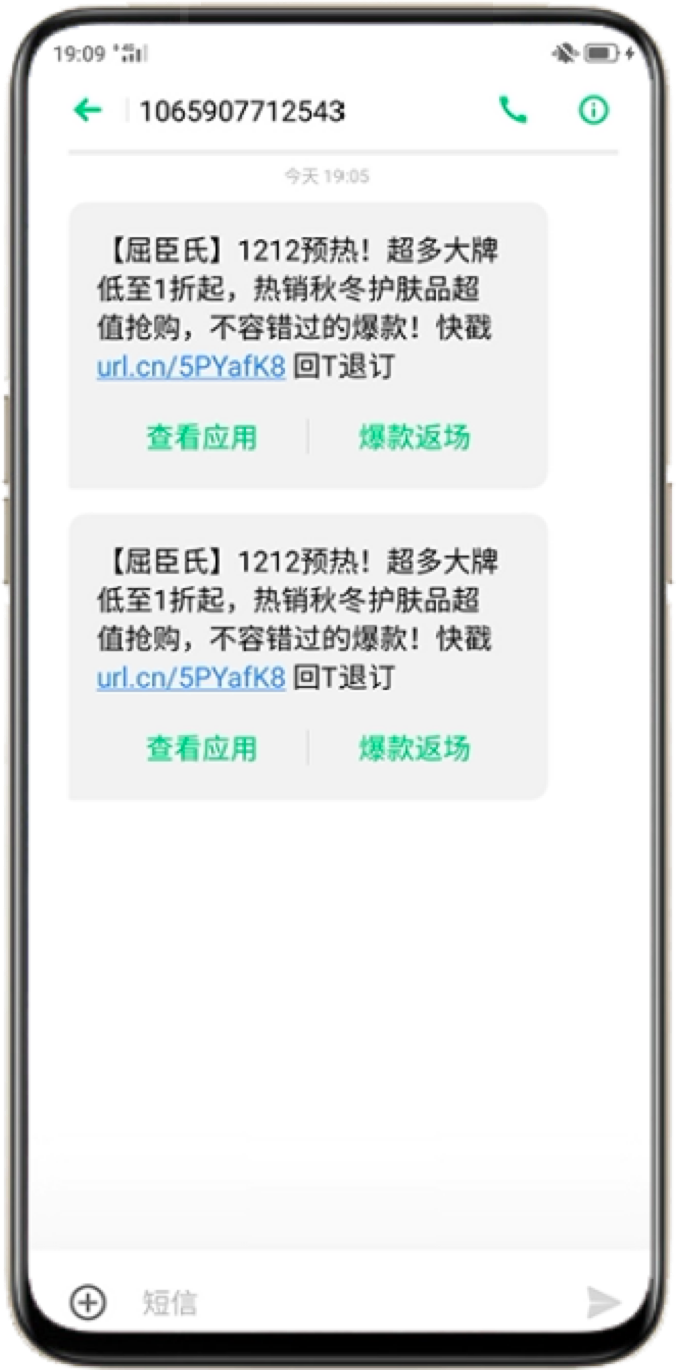 19:09
1065907712543
今天 19:05
【屈臣氏】1212预热！超多大牌
低至1折起，热销秋冬护肤品超
值抢购，不容错过的爆款！快戳
url.cn/5PYafK8 回T退订
查看应用 爆款返场
【屈臣氏】1212预热！超多大牌
低至1折起，热销秋冬护肤品超
值抢购，不容错过的爆款！快戳
url.cn/5PYafK8 回T退订
查看应用 爆款返场
短信